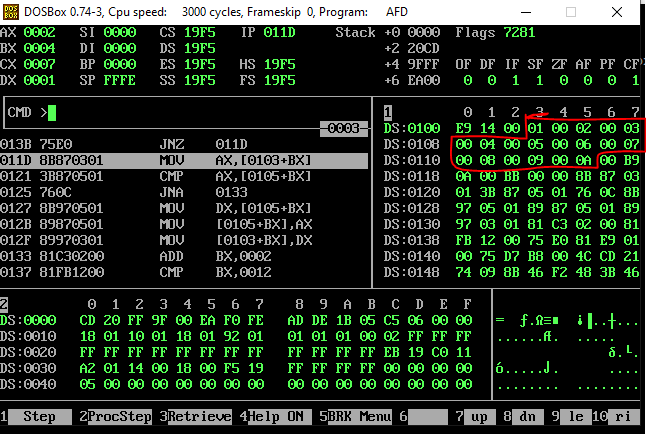 DOSBox 0.74-3, Cpu speed:    3000 cycles, Frameskip  0, Program:    AFD
AX 0002   SI 0000   CS 19F5   IP 011D   Stack +0 0000   Flags 7281
BX 0004   DI 0000   DS 19F5   +2 20CD
CX 0007   BP 0000   ES 19F5   HS 19F5   +4 9FFF   OF DF IF SF ZF AF PF CF
DX 0001   SP FFFE   SS 19F5   FS 19F5   +6 EA00   0  0  1  1  0  0  0  1
CMD >   1   0  1  2  3  4  5  6  7
0003   DS:0100   E9 14 00 01 00 02 00 03
013B 75E0   JNZ   011D   DS:0108   00 04 00 05 00 06 00 07
011D 8B870301   MOV   AX,[0103+BX]   DS:0110   00 08 00 09 00 0A 00 B9
0121 3B870501   CMP   AX,[0105+BX]   DS:0118   0A 00 BB 00 00 8B 87 03
0125 760C   JNA   0133   DS:0120   01 3B 87 05 01 76 0C 8B
0127 8B970501   MOV   DX,[0105+BX]   DS:0128   97 05 01 89 87 05 01 89
012B 89870501   MOV   [0105+BX],AX   DS:0130   97 03 01 81 C3 02 00 81
012F 89970301   MOV   [0103+BX],DX   DS:0138   FB 12 00 75 E0 81 E9 01
0133 81C30200   ADD   BX,0002   DS:0140   00 75 D7 B8 00 4C CD 21
0137 81FB1200   CMP   BX,0012   DS:0148   74 09 8B 46 F2 48 3B 46
2   0  1  2  3  4  5  6  7   8  9  A  B  C  D  E  F
DS:0000   CD 20 FF 9F 00 EA F0 FE   AD DE 1B 05 C5 06 00 00
DS:0010   18 01 10 01 18 01 92 01   01 01 01 00 02 FF FF FF
DS:0020   FF FF FF FF FF FF FF FF   FF FF FF FF EB 19 C0 11
DS:0030   A2 01 14 00 18 00 F5 19   FF FF FF FF 00 00 00 00
DS:0040   05 00 00 00 00 00 00 00   00 00 00 00 00 00 00 00
1 Step   2 ProcStep   3 Retrieve   4 Help ON   5 BRK Menu   6   7 up   8 dn   9 le   10 ri